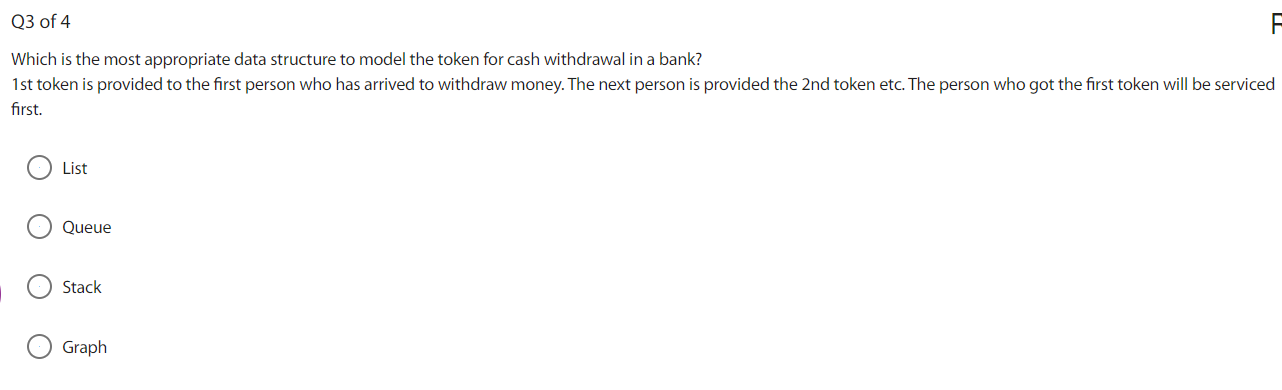 Q3 of 4
Which is the most appropriate data structure to model the token for cash withdrawal in a bank?
1st token is provided to the first person who has arrived to withdraw money. The next person is provided the 2nd token etc. The person who got the first token will be serviced
first.
List
Queue
Stack
Graph